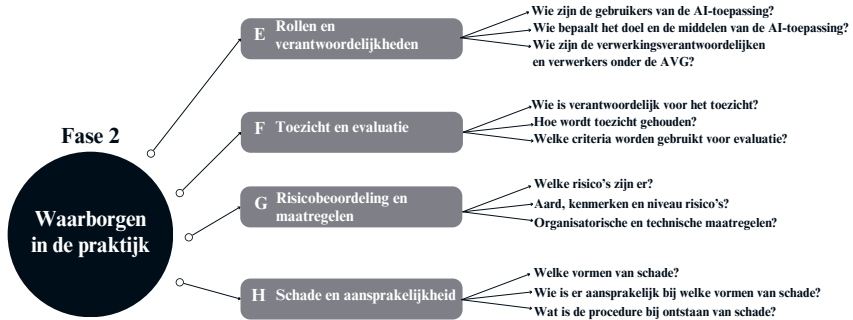 Fase 2
Waarborgen
in de praktijk
E Rollen en
verantwoordelijkheden
Wie zijn de gebruikers van de AI-toepassing?
Wie bepaalt het doel en de middelen van de AI-toepassing?
Wie zijn de verwerkingsverantwoordelijken
en verwerkers onder de AVG?
F Toezicht en evaluatie
Wie is verantwoordelijk voor het toezicht?
Hoe wordt toezicht gehouden?
Welke criteria worden gebruikt voor evaluatie?
G Risicobeoordeling en
maatregelen
Welke risico’s zijn er?
Aard, kenmerken en niveau risico’s?
Organisatorische en technische maatregelen?
H Schade en aansprakelijkheid
Welke vormen van schade?
Wie is er aansprakelijk bij welke vormen van schade?
Wat is de procedure bij ontstaan van schade?